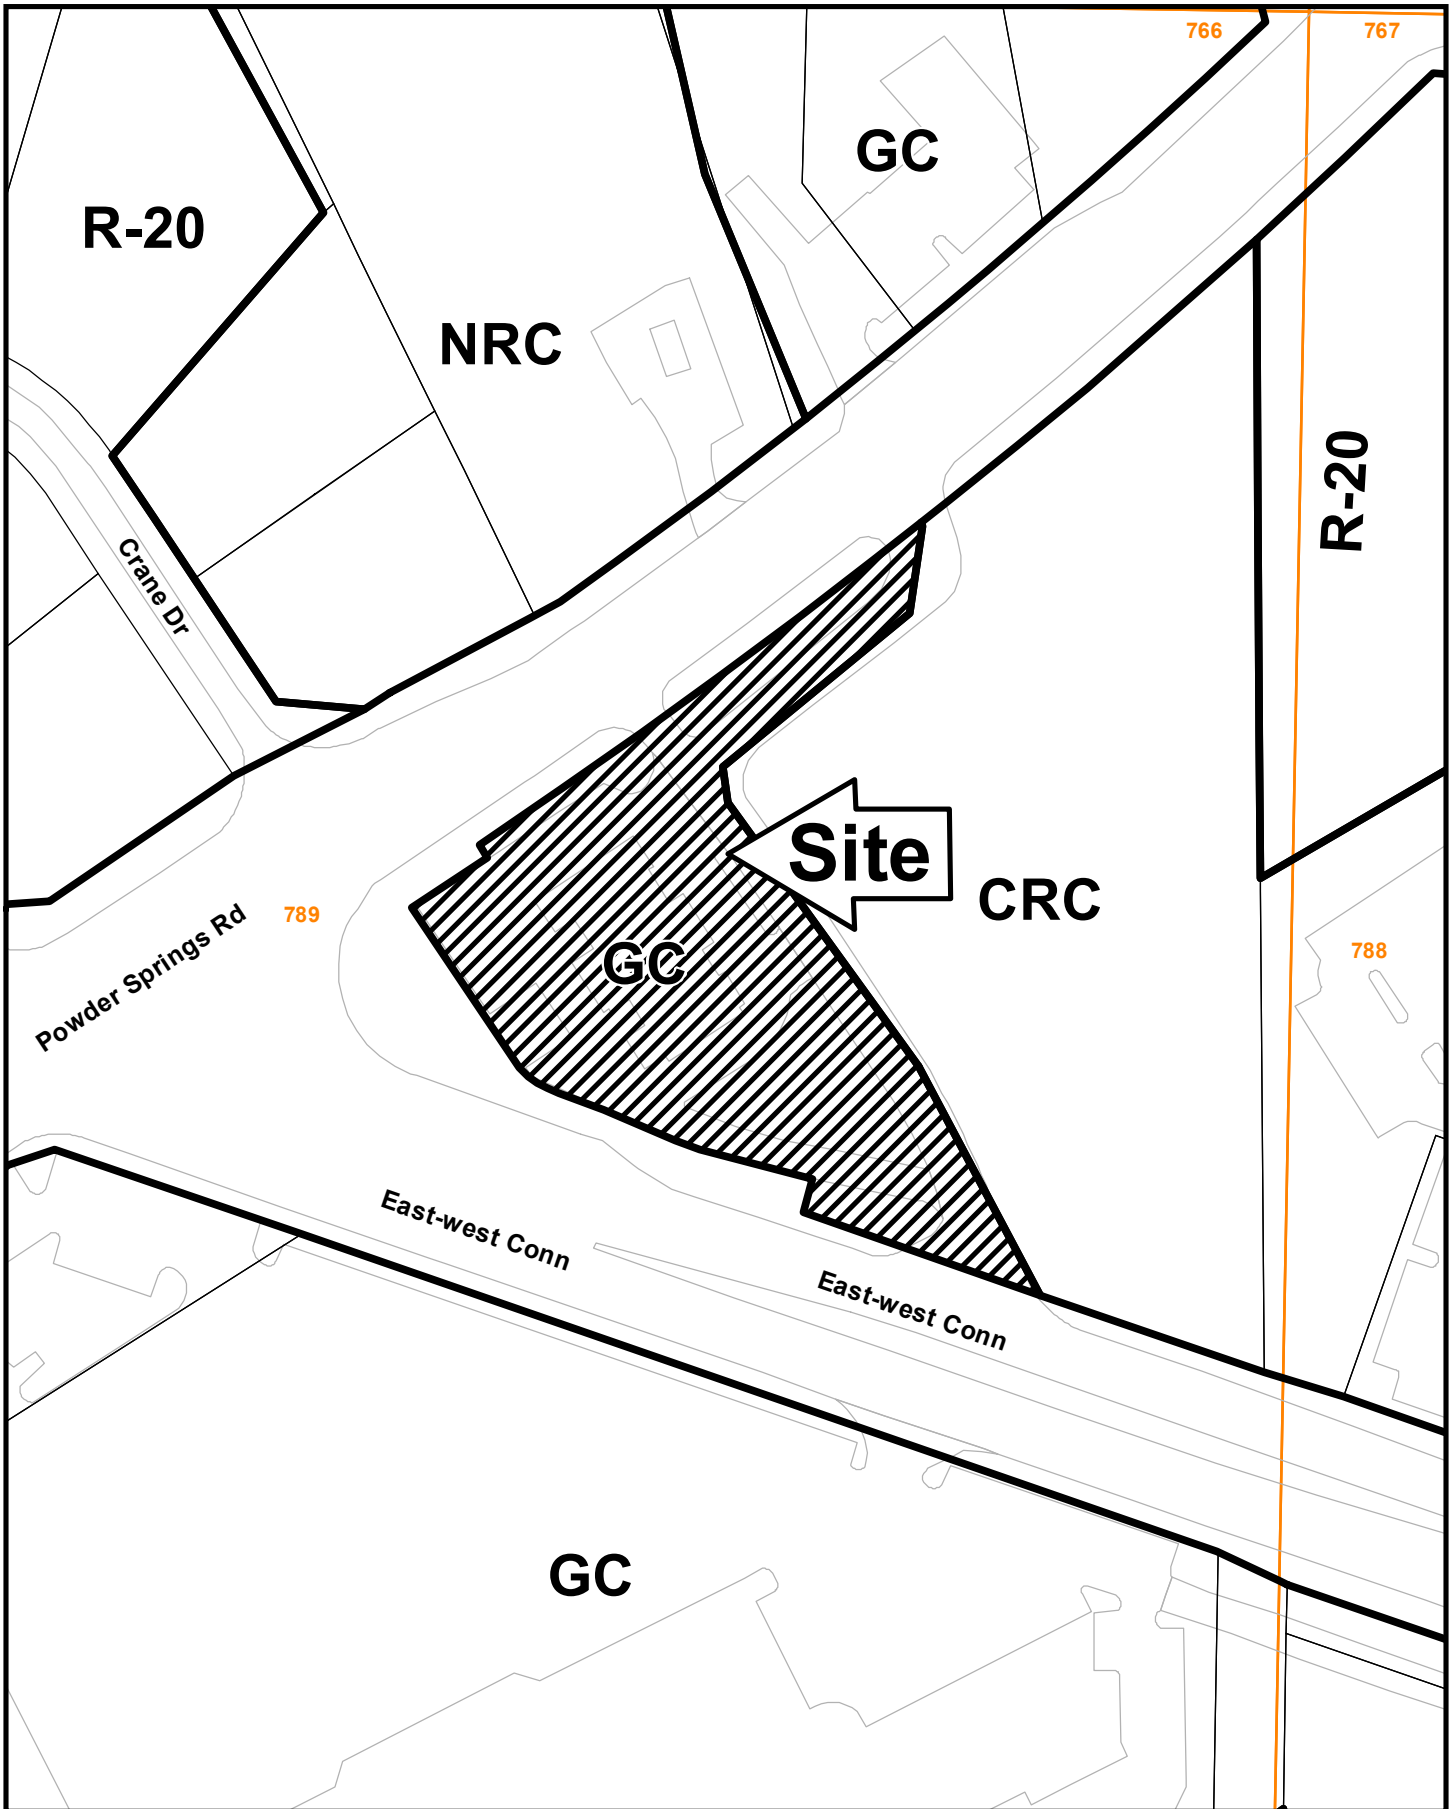 766
767
GC
R-20
NRC
R-20
Crane Dr
Site
CRC
789
Powder Springs Rd
GC
788
East-west Conn
East-west Conn
GC